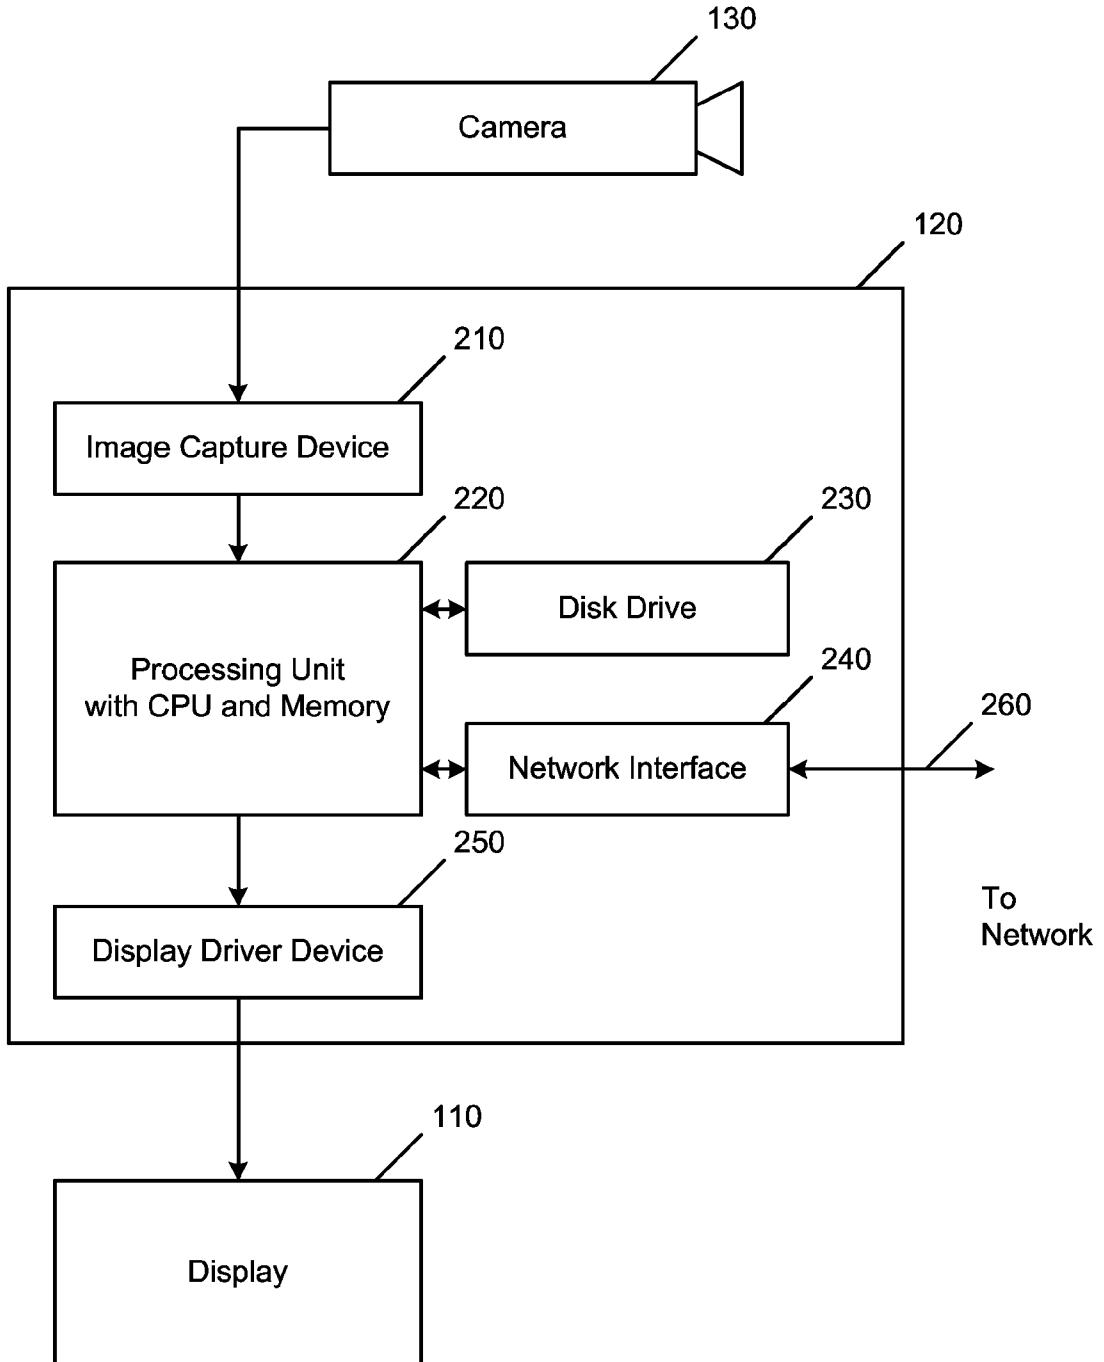 130
Camera
120
210
Image Capture Device
220
230
Disk Drive
Processing Unit
with CPU and Memory
240
Network Interface
260
250
Display Driver Device
To
Network
110
Display